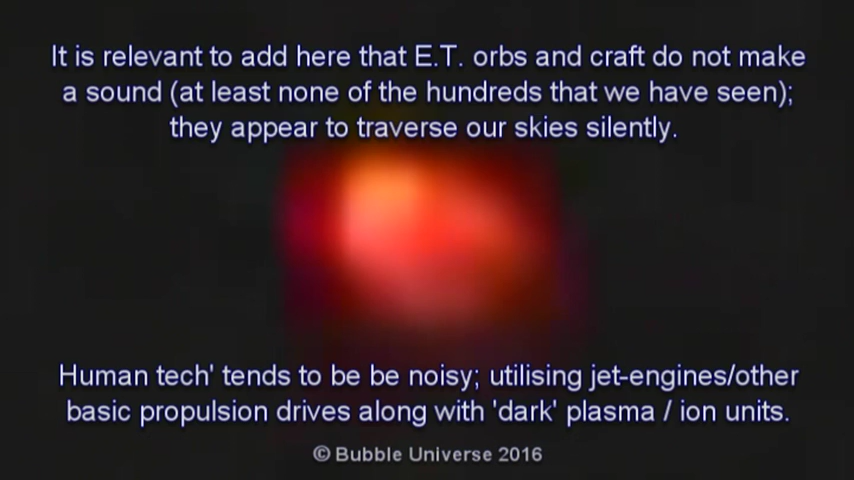 It is relevant to add here that E.T. orbs and craft do not make
a sound (at least none of the hundreds that we have seen);
they appear to traverse our skies silently.
Human tech' tends to be be noisy; utilising jet-engines/other
basic propulsion drives along with 'dark' plasma / ion units.
© Bubble Universe 2016